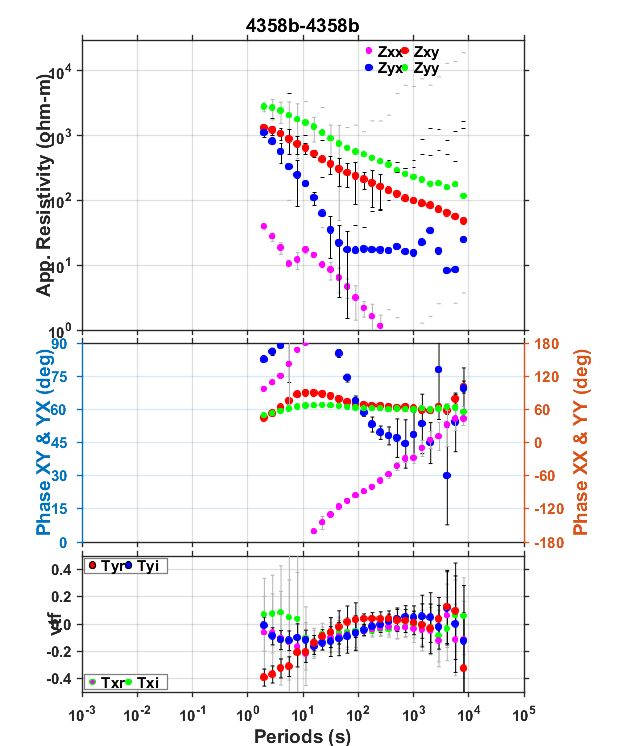 4358b-4358b
Zxx Zxy
Zyx Zyy
10^4
10^3
10^2
10^1
10^0
App. Resistivity (ohm-m)
90 180
75 120
60 60
45 0
30 -60
15 -120
0 -180
Phase XY & YX (deg)
Phase XX & YY (deg)
Tyr Tyi
0.4
0.2
0.0
-0.2
-0.4
vtf
Txr Txi
10^-3 10^-2 10^-1 10^0 10^1 10^2 10^3 10^4 10^5
Periods (s)